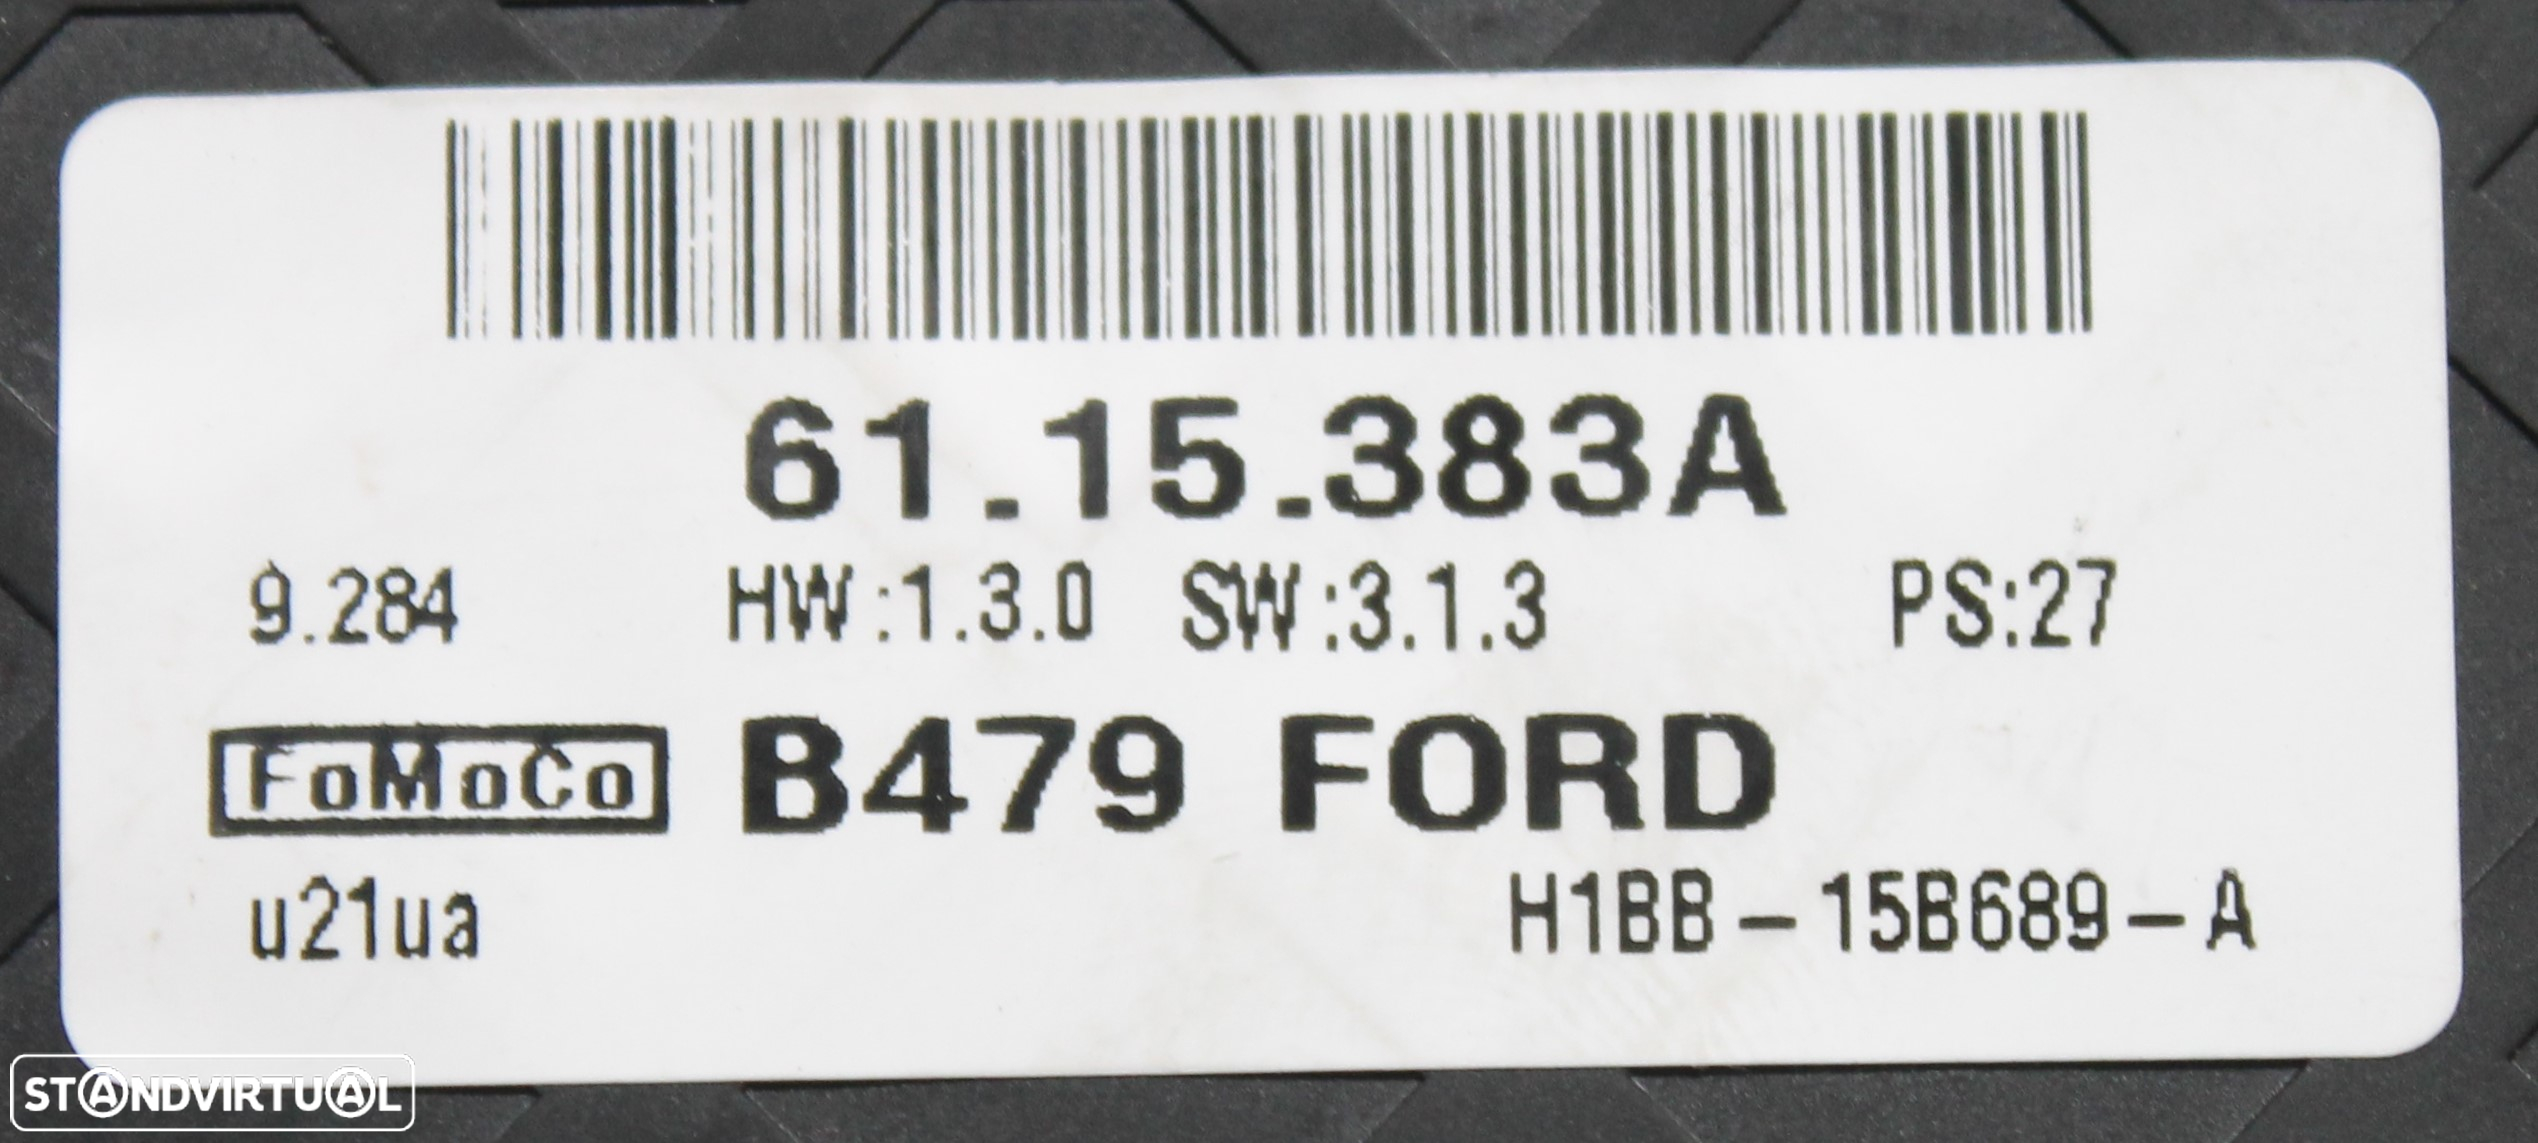 61.15.383A
9.284 HW:1.3.0 SW:3.1.3 PS:27
FoMoCo B479 FORD
u21ua H1BB-15B689-A
STANDVIRTUAL